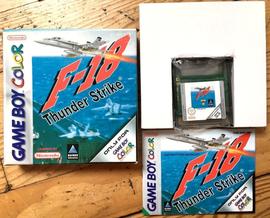 GAME BOY COLOR
F-18
Thunder Strike
Nintendo
ONLY FOR
GAME BOY
COLOR
GAME BOY COLOR
F-18
Thunder Strike
ONLY FOR
GAME BOY
COLOR